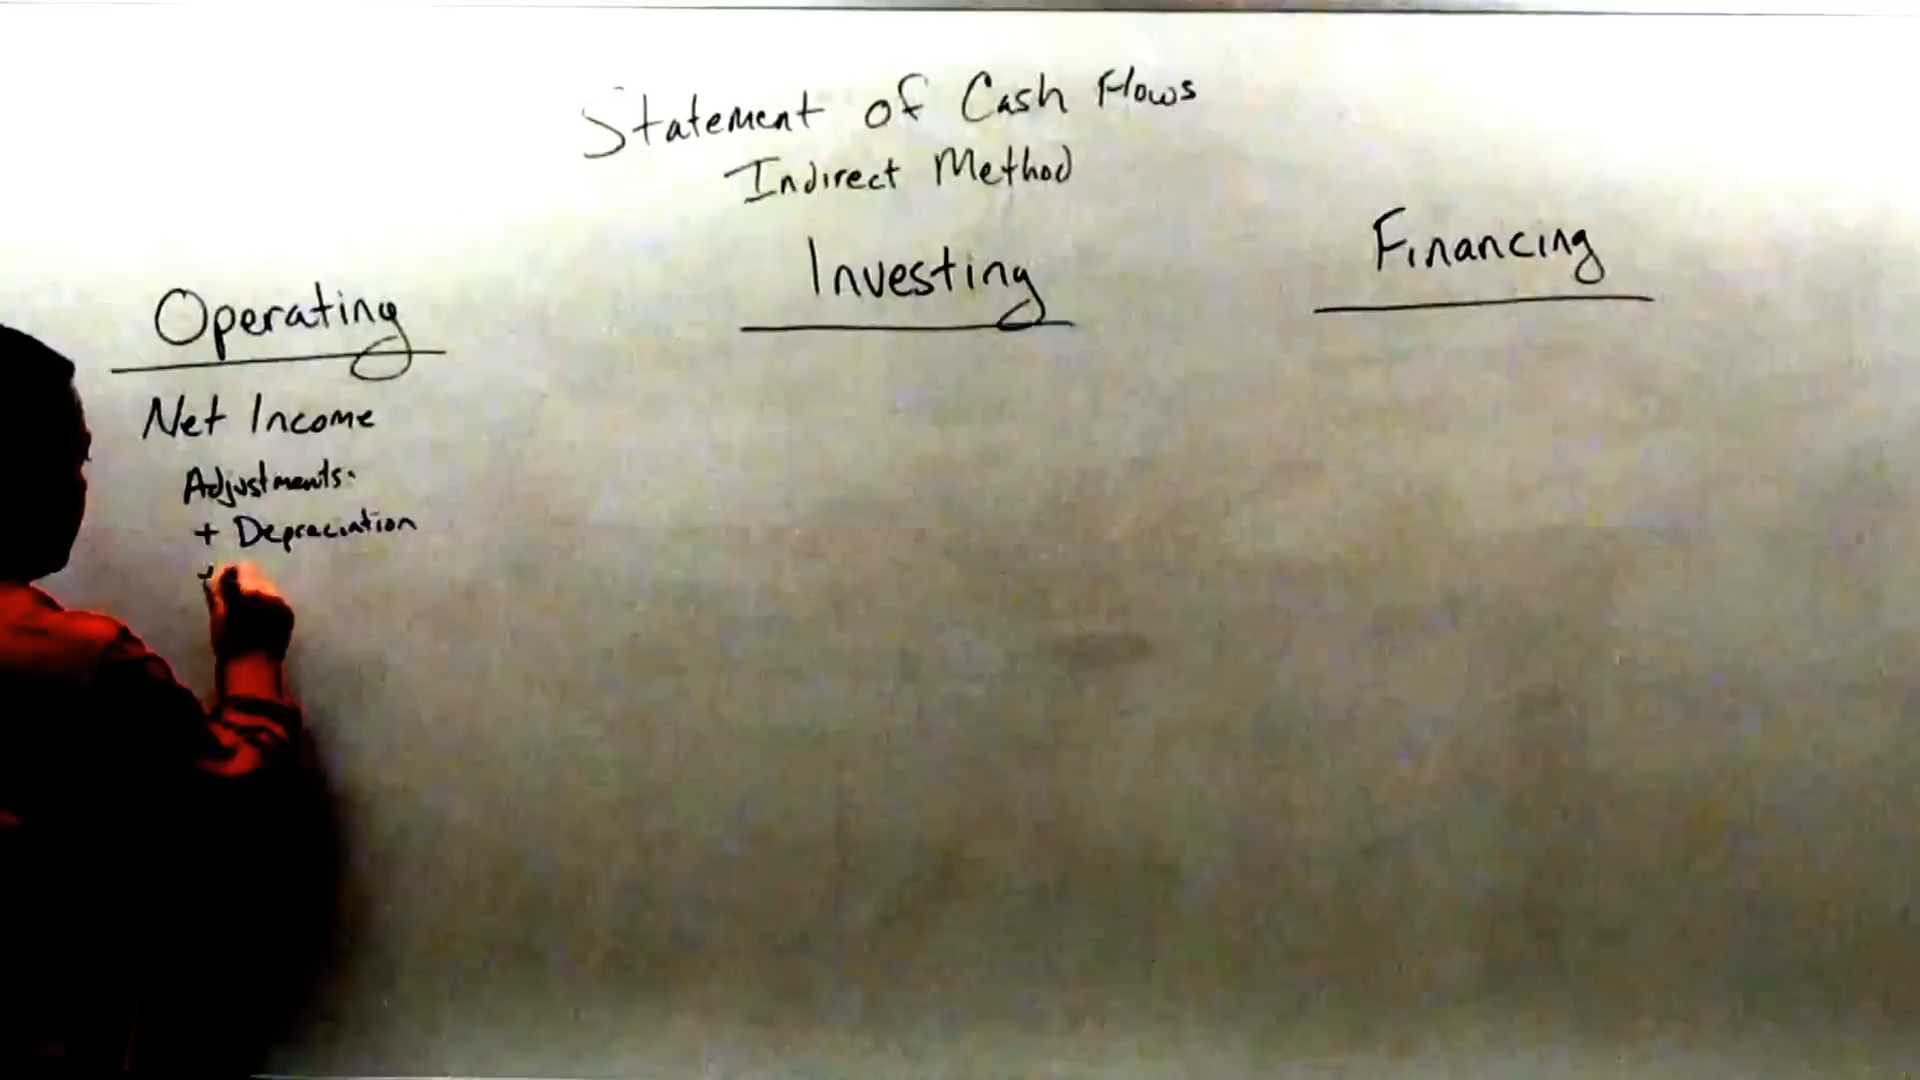 Statement of Cash Flows
Indirect Method
Operating
Investing
Financing
Net Income
Adjustments:
+ Depreciation